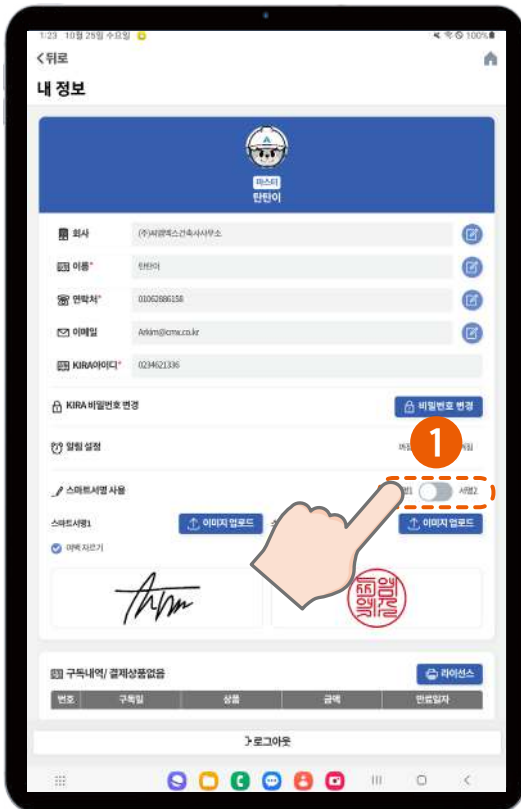 1:23 10월 25일 수요일
100%
뒤로
내 정보
마스터
탄탄이
회사 (주)씨엠엑스건축사사무소
이름* 탄탄이
연락처* 01062886158
이메일 Arkim@cmx.co.kr
KIRA아이디* 0234621336
KIRA 비밀번호 변경 비밀번호 변경
알림 설정
1
스마트서명 사용 서명2
스마트서명1 이미지 업로드 이미지 업로드
여백 자르기
구독내역/ 결제상품없음 라이선스
번호 구독일 상품 금액 만료일자
로그아웃